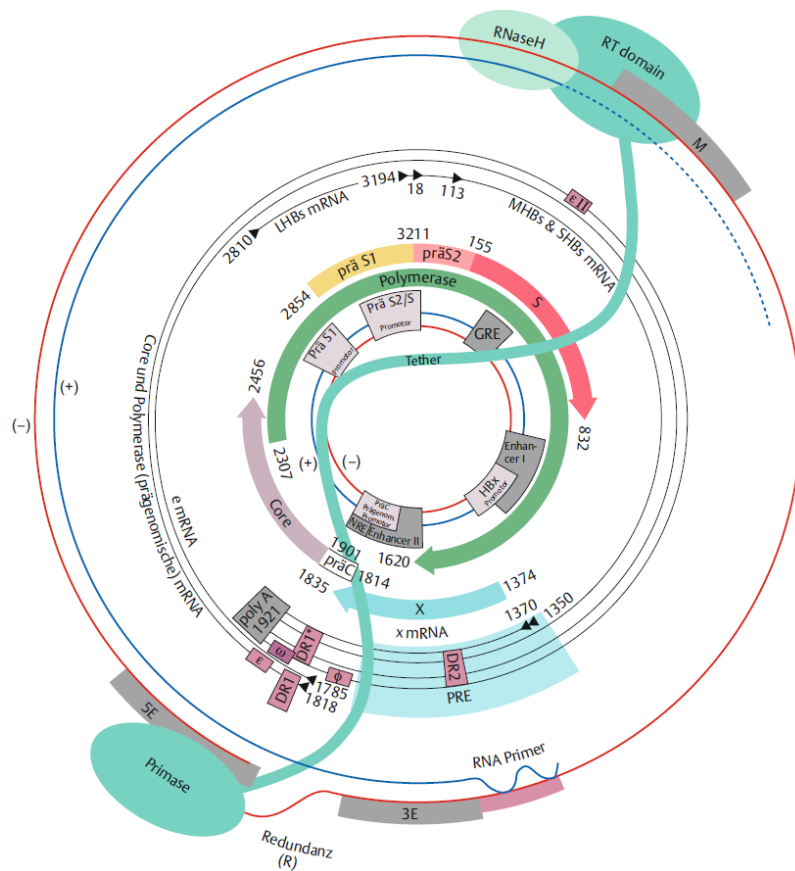 RNaseH
RT domain
M
3194
18
113
LHBs mRNA
2810
MHBs & SHBs mRNA
ε II
3211
155
prä S1
präS2
S
2854
Polymerase
Prä S2/S
Promotor
Prä S1
Promotor
GRE
Tether
2456
832
Core und Polymerase (prägenomische) mRNA
e mRNA
(+)
(−)
2307
(+)
(−)
Enhan-
cer I
HBx
Promotor
Core
PräC
Prägenom.
Promotor
NRE
Enhancer II
1901
präC
1814
1620
1835
1374
X
1370
1350
x mRNA
poly A
1921
DR1*
ω
ε
DR1
ϕ
1785
1818
DR2
PRE
5E
Primase
RNA Primer
3E
Redundanz
(R)